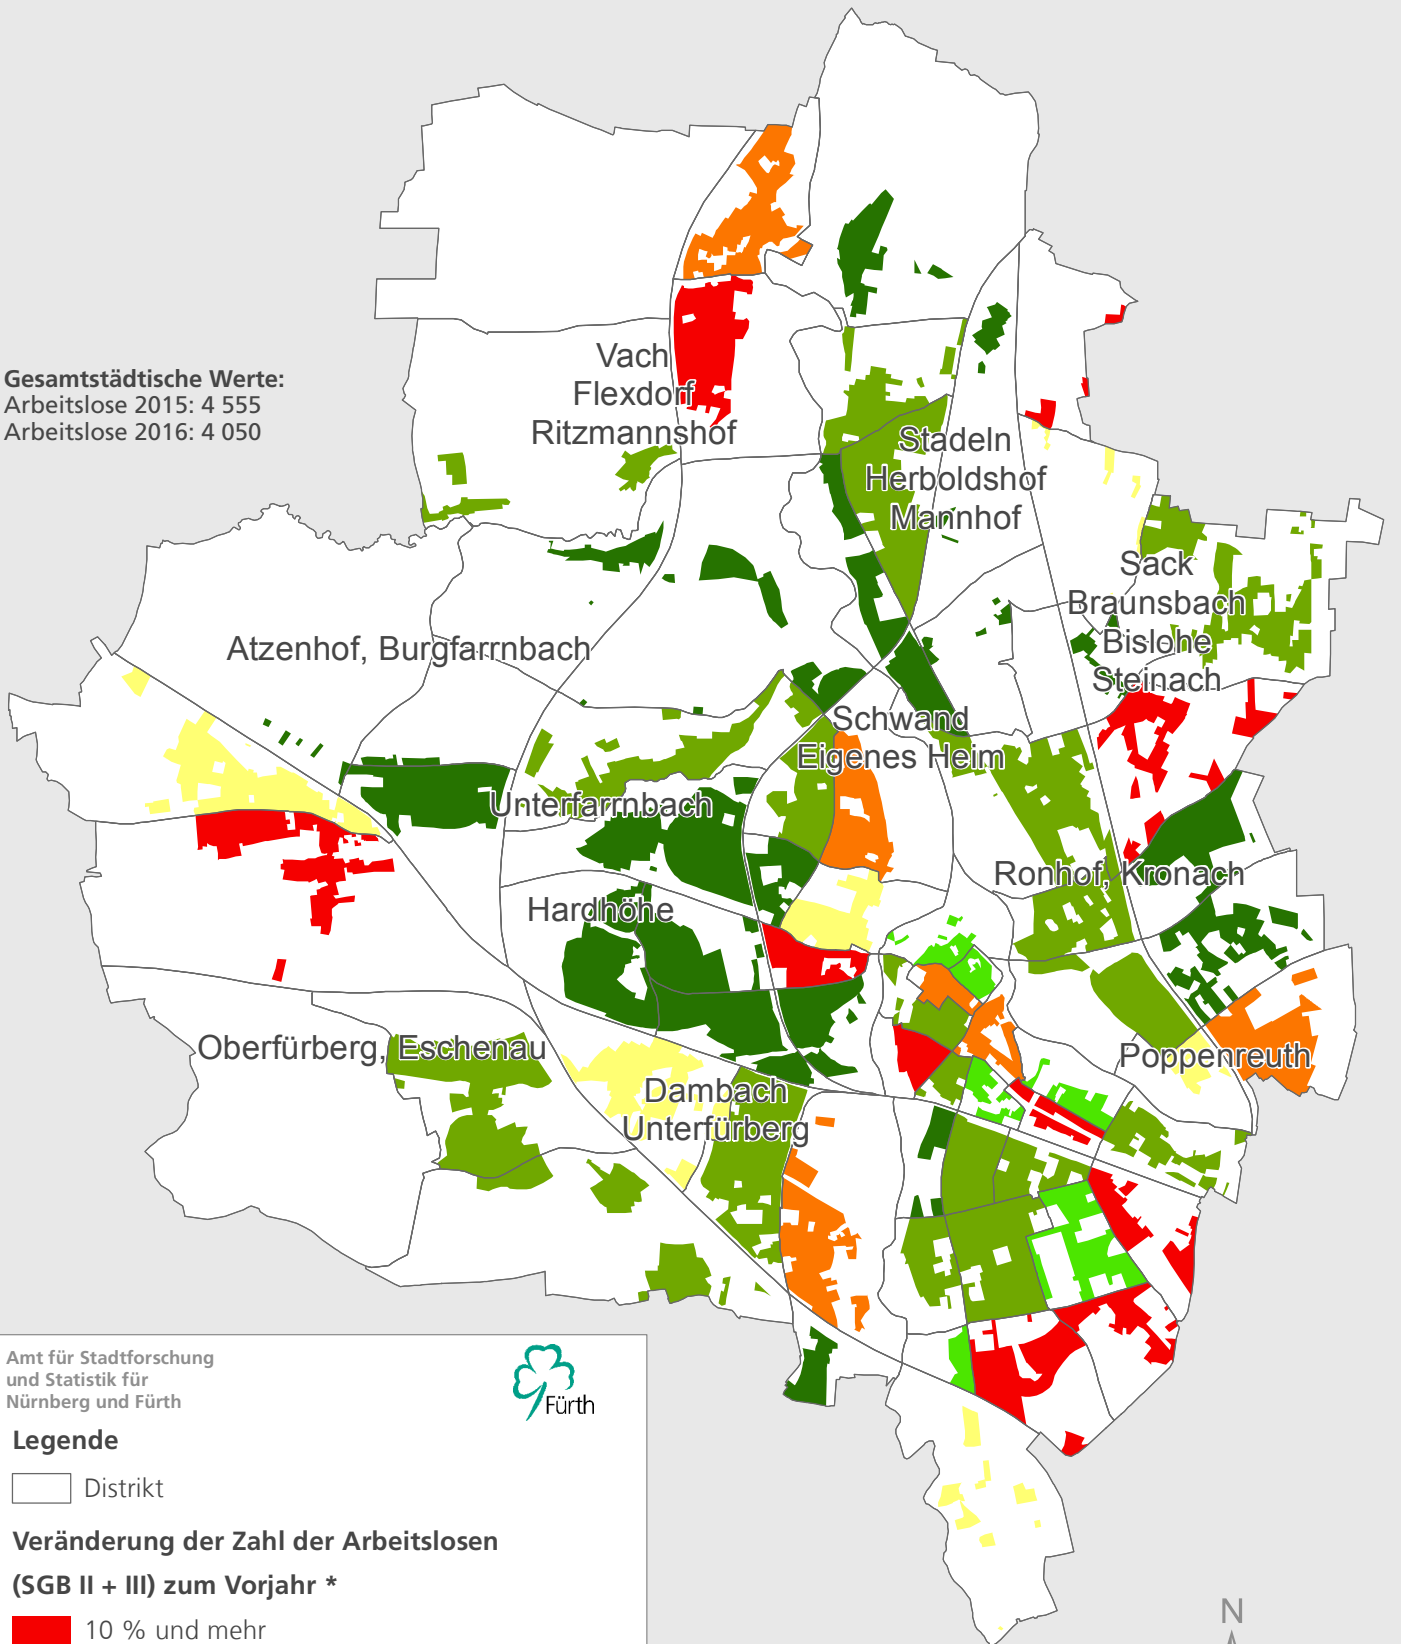 Gesamtstädtische Werte:
Arbeitslose 2015: 4 555
Arbeitslose 2016: 4 050
Vach
Flexdorf
Ritzmannshof
Stadeln
Herboldshof
Mannhof
Sack
Braunsbach
Bislohe
Steinach
Atzenhof, Burgfarrnbach
Schwand
Eigenes Heim
Unterfarrnbach
Ronhof, Kronach
Hardhöhe
Oberfürberg, Eschenau
Poppenreuth
Dambach
Unterfürberg
Amt für Stadtforschung
und Statistik für
Nürnberg und Fürth
Fürth
Legende
Distrikt
Veränderung der Zahl der Arbeitslosen
(SGB II + III) zum Vorjahr *
10 % und mehr
N